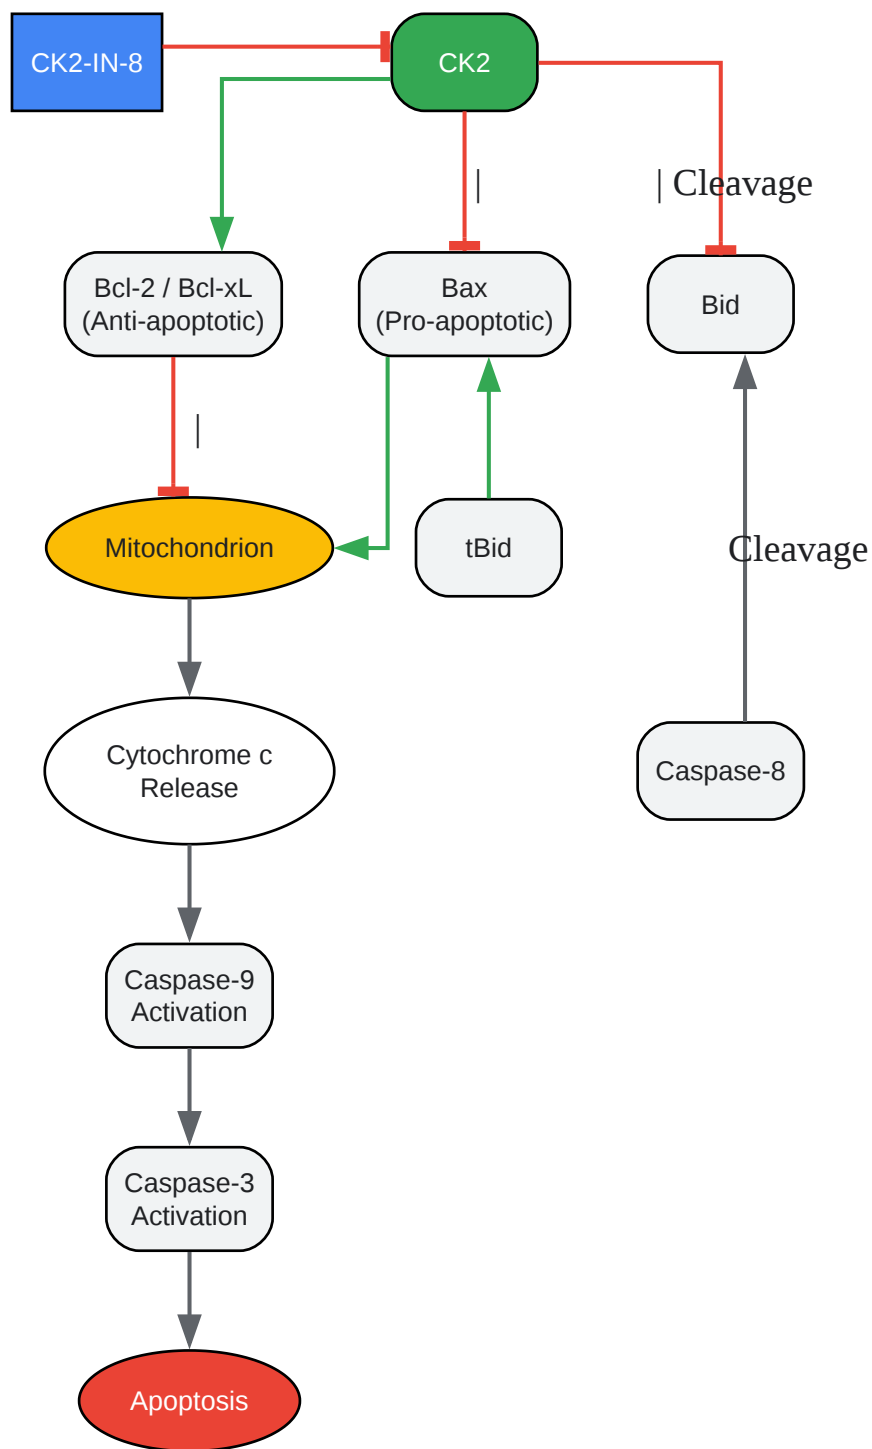 CK2-IN-8
CK2
|
| Cleavage
Bcl-2 / Bcl-xL
(Anti-apoptotic)
Bax
(Pro-apoptotic)
Bid
|
Mitochondrion
tBid
Cleavage
Cytochrome c
Release
Caspase-8
Caspase-9
Activation
Caspase-3
Activation
Apoptosis